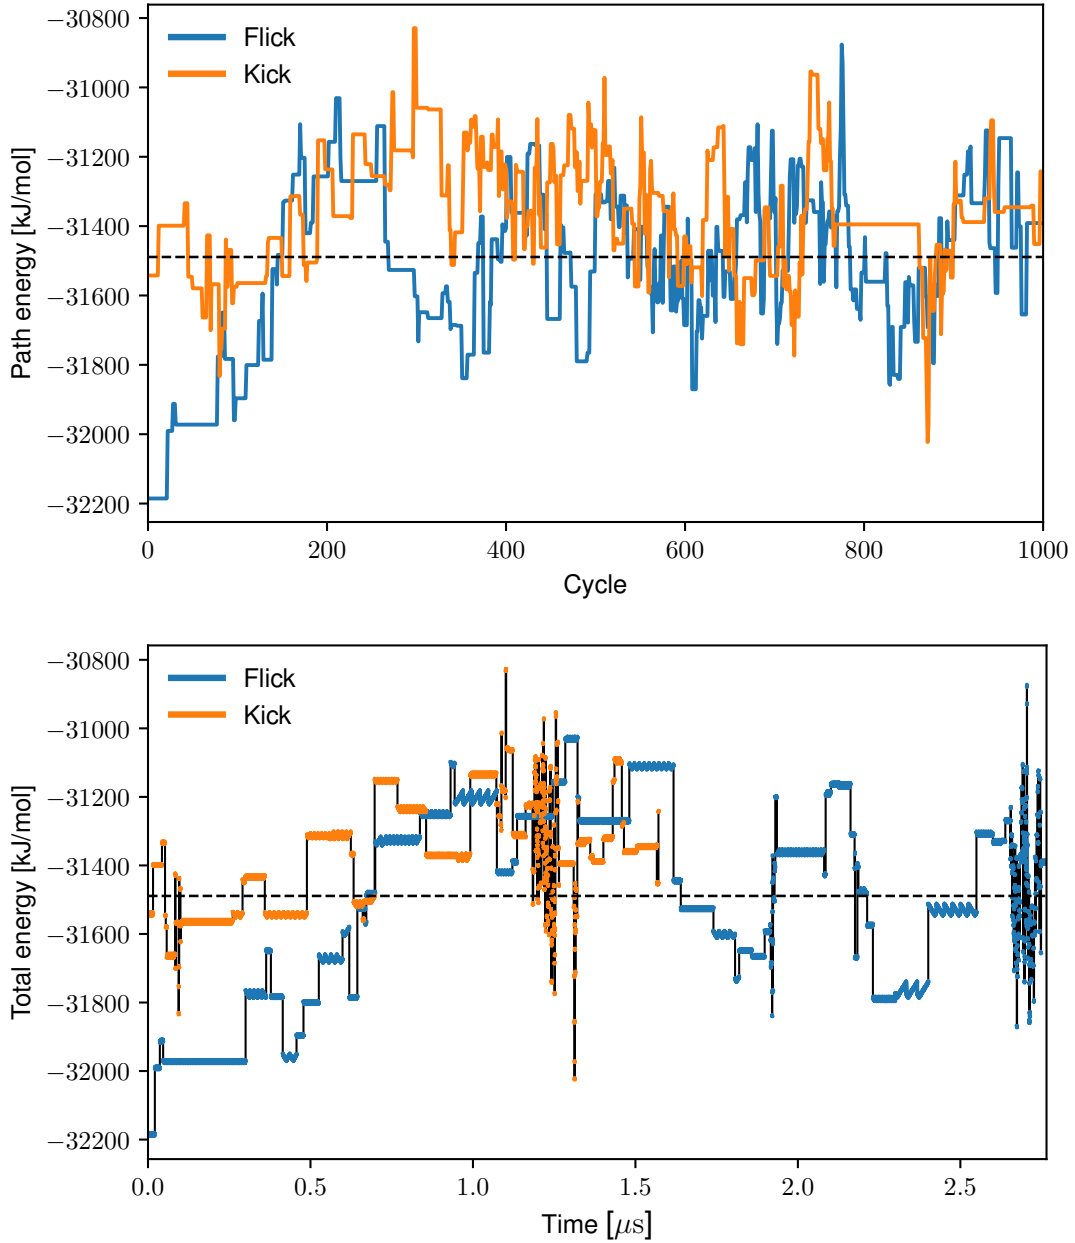 Path energy [kJ/mol]
−30800
−31000
−31200
−31400
−31600
−31800
−32000
−32200
Flick
Kick
0 200 400 600 800 1000
Cycle
Total energy [kJ/mol]
−30800
−31000
−31200
−31400
−31600
−31800
−32000
−32200
Flick
Kick
0.0 0.5 1.0 1.5 2.0 2.5
Time [μs]